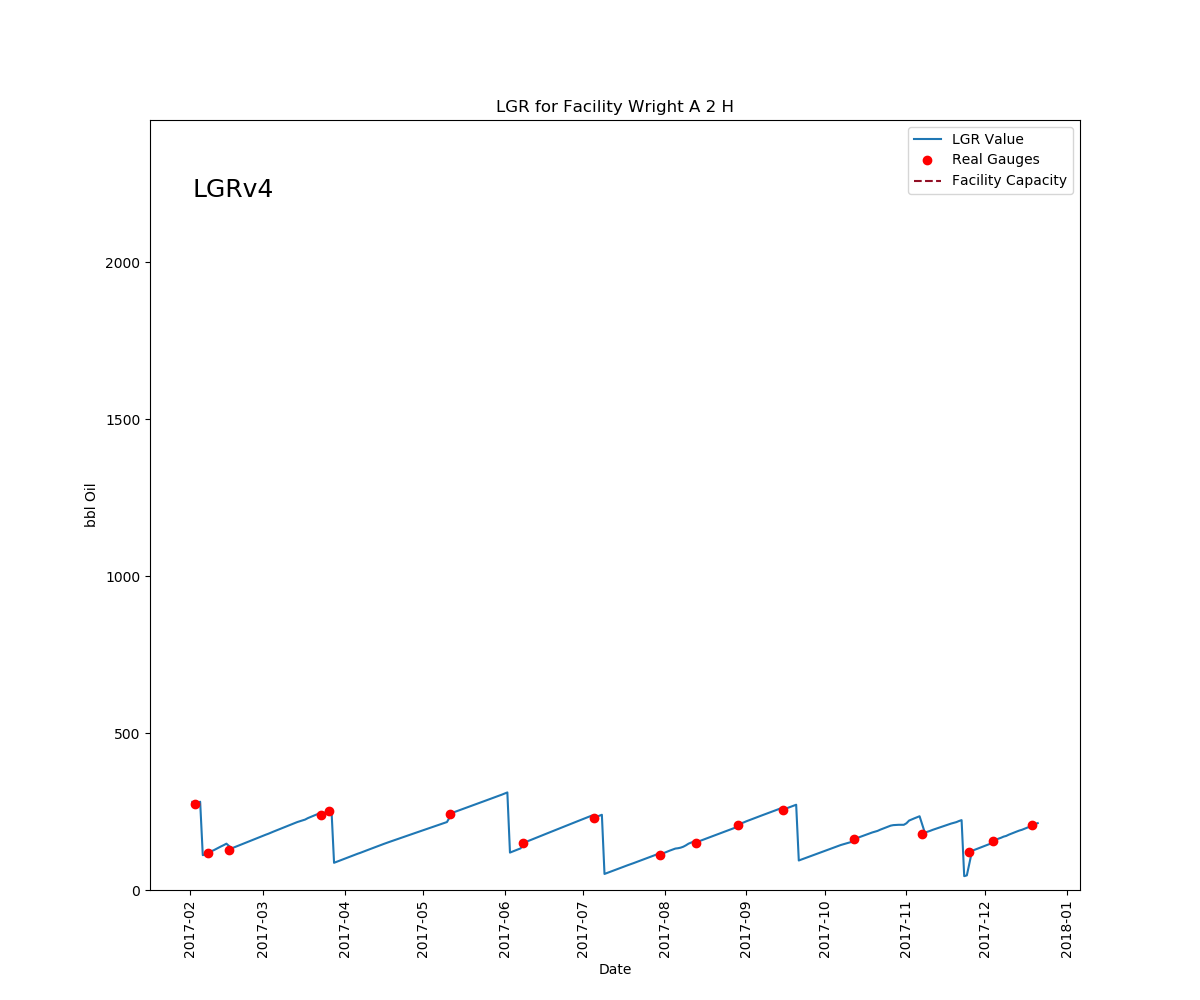 LGR for Facility Wright A 2 H
LGR Value
Real Gauges
Facility Capacity
LGRv4
bbl Oil
2000
1500
1000
500
0
2017-02
2017-03
2017-04
2017-05
2017-06
2017-07
2017-08
2017-09
2017-10
2017-11
2017-12
2018-01
Date